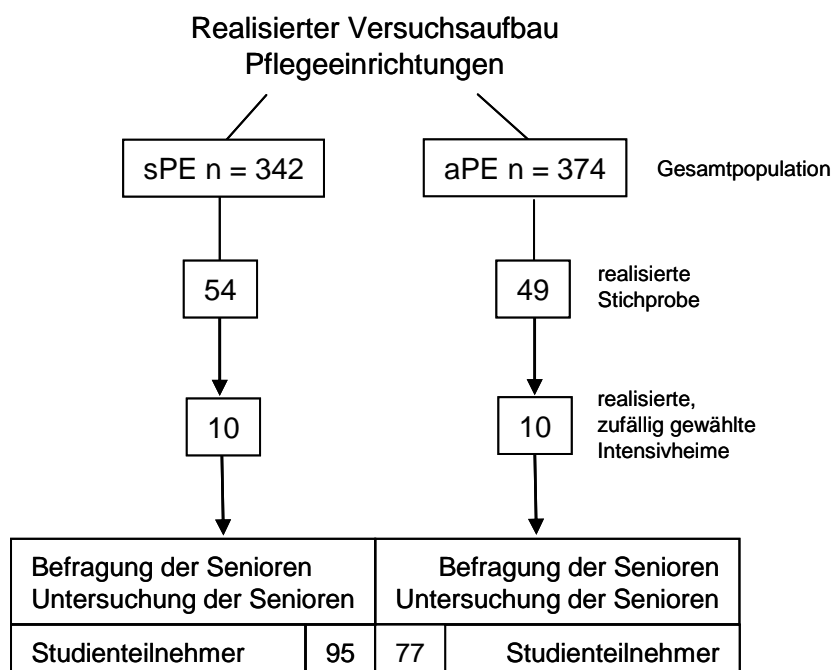 Realisierter Versuchsaufbau
Pflegeeinrichtungen
sPE n = 342
aPE n = 374
Gesamtpopulation
54
49
realisierte
Stichprobe
10
10
realisierte,
zufällig gewählte
Intensivheime
Befragung der Senioren
Untersuchung der Senioren
Befragung der Senioren
Untersuchung der Senioren
Studienteilnehmer
95
77
Studienteilnehmer